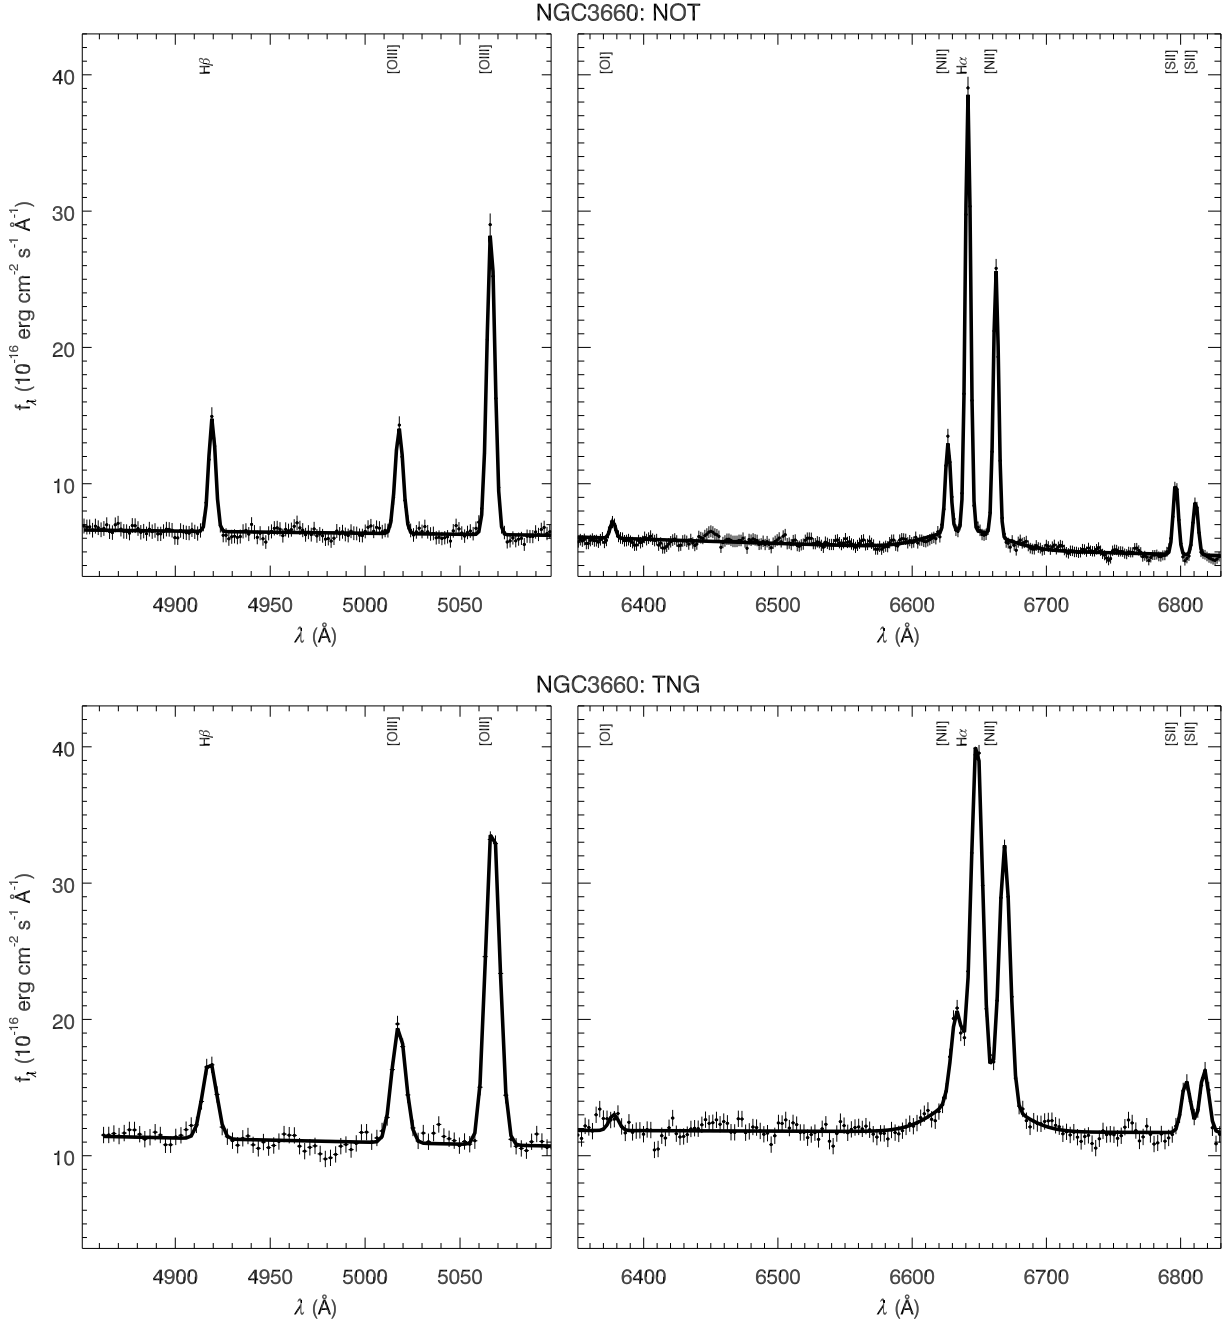 NGC3660: NOT
Hβ [OIII] [OIII] [OI] [NII] Hα [NII] [SII] [SII]
40
30
20
10
fλ (10-16 erg cm-2 s-1 Å-1)
4900 4950 5000 5050 6400 6500 6600 6700 6800
λ (Å) λ (Å)
NGC3660: TNG
Hβ [OIII] [OIII] [OI] [NII] Hα [NII] [SII] [SII]
40
30
20
10
fλ (10-16 erg cm-2 s-1 Å-1)
4900 4950 5000 5050 6400 6500 6600 6700 6800
λ (Å) λ (Å)